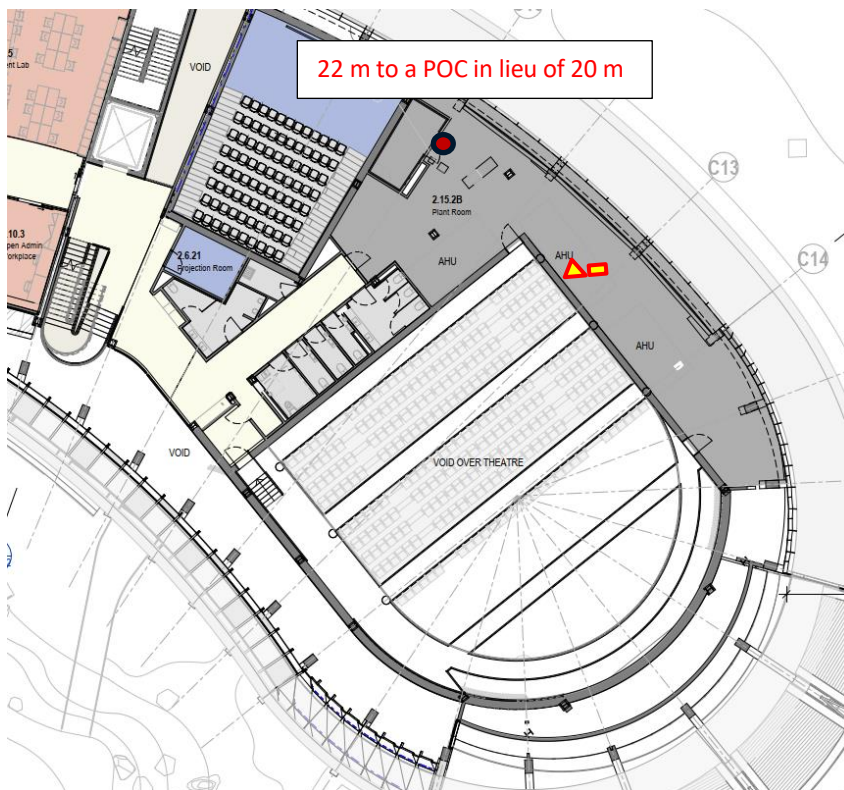 22 m to a POC in lieu of 20 m
VOID
5
ent Lab
C13
2.15.2B
Plant Room
10.3
pen Admin
orkplace
2.6.21
Projection Room
AHU
AHU
C14
AHU
VOID
VOID OVER THEATRE